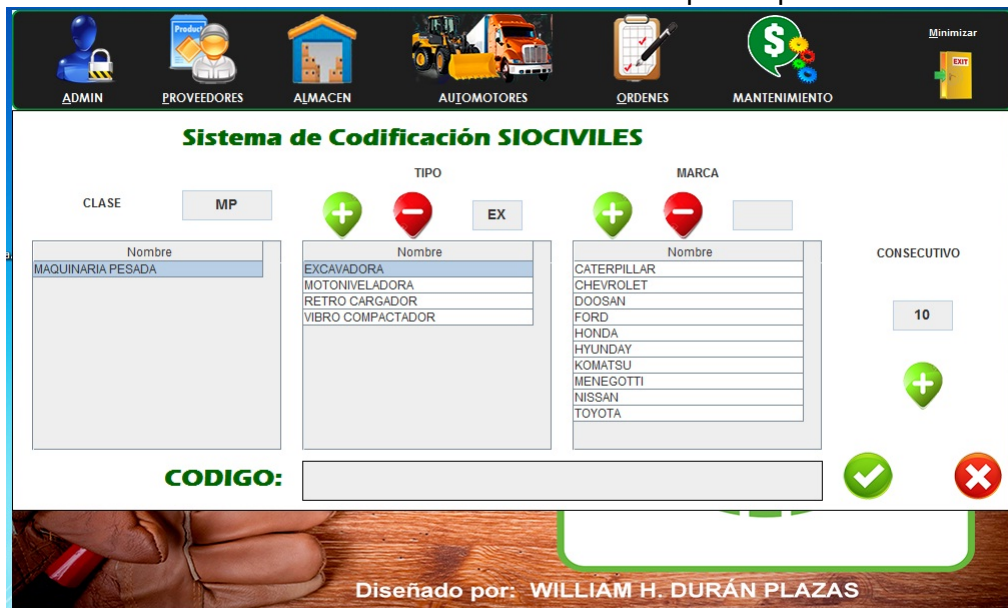 Product
Minimizar
EXIT
ADMIN PROVEEDORES ALMACEN AUTOMOTORES ORDENES MANTENIMIENTO
Sistema de Codificación SIOCIVILES
TIPO MARCA
CLASE MP EX
Nombre Nombre Nombre CONSECUTIVO
MAQUINARIA PESADA EXCAVADORA CATERPILLAR
MOTONIVELADORA CHEVROLET
RETRO CARGADOR DOOSAN
VIBRO COMPACTADOR FORD 10
HONDA
HYUNDAY
KOMATSU
MENEGOTTI
NISSAN
TOYOTA
CODIGO:
Diseñado por: WILLIAM H. DURÁN PLAZAS